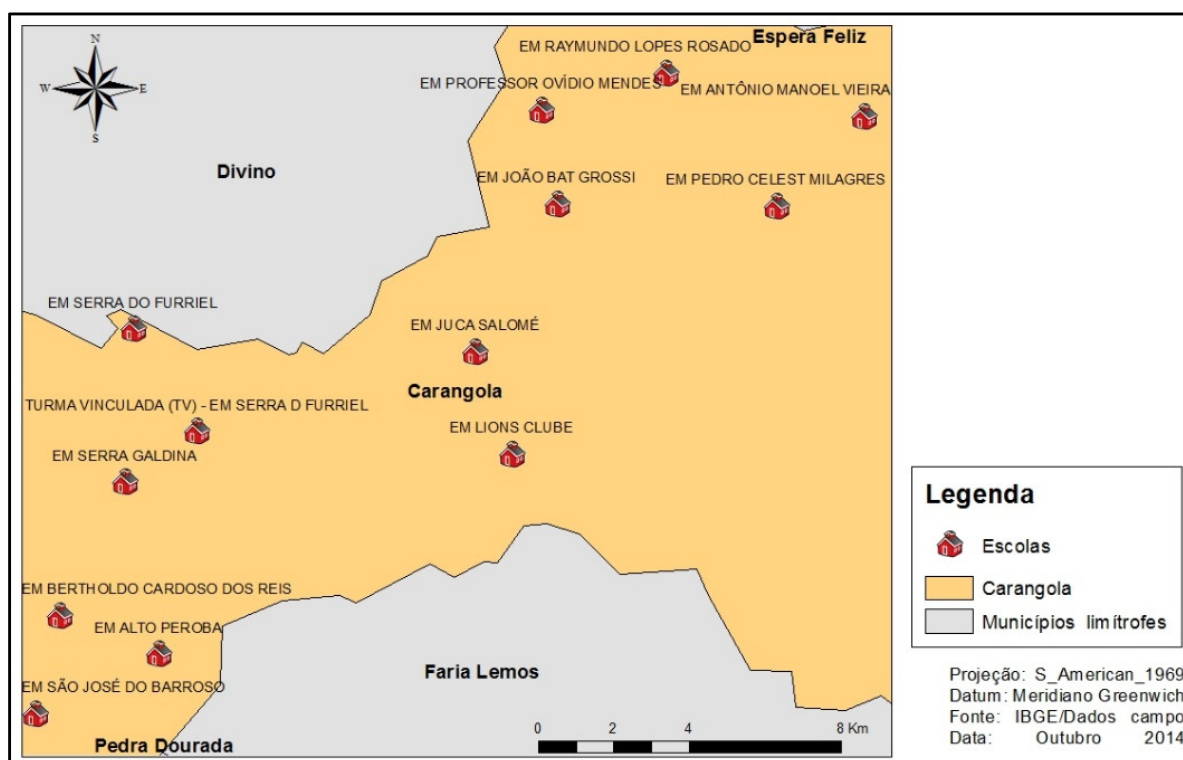 Espera Feliz
EM RAYMUNDO LOPES ROSADO
EM PROFESSOR OVÍDIO MENDES
EM ANTÔNIO MANOEL VIEIRA
N
W
E
S
Divino
EM JOÃO BAT GROSSI
EM PEDRO CELEST MILAGRES
EM SERRA DO FURRIEL
EM JUCA SALOMÉ
Carangola
TURMA VINCULADA (TV) - EM SERRA D FURRIEL
EM LIONS CLUBE
EM SERRA GALDINA
EM BERTHOLDO CARDOSO DOS REIS
EM ALTO PEROBA
Faria Lemos
EM SÃO JOSÉ DO BARROSO
Pedra Dourada
0 2 4 8 Km
Legenda
Escolas
Carangola
Municípios limítrofes
Projeção: S_American_1969
Datum: Meridiano Greenwich
Fonte: IBGE/Dados campo
Data: Outubro 2014